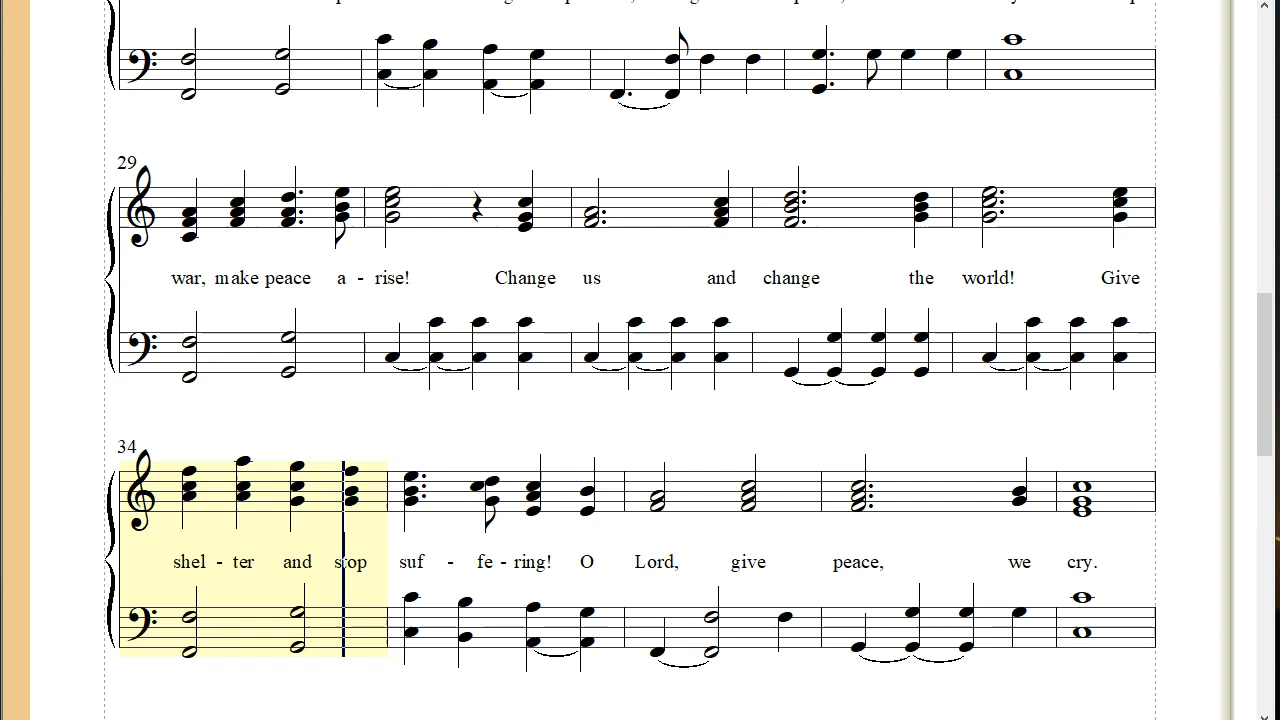 29
war, make peace a - rise! Change us and change the world! Give
34
shel - ter and stop suf - fe - ring! O Lord, give peace, we cry.